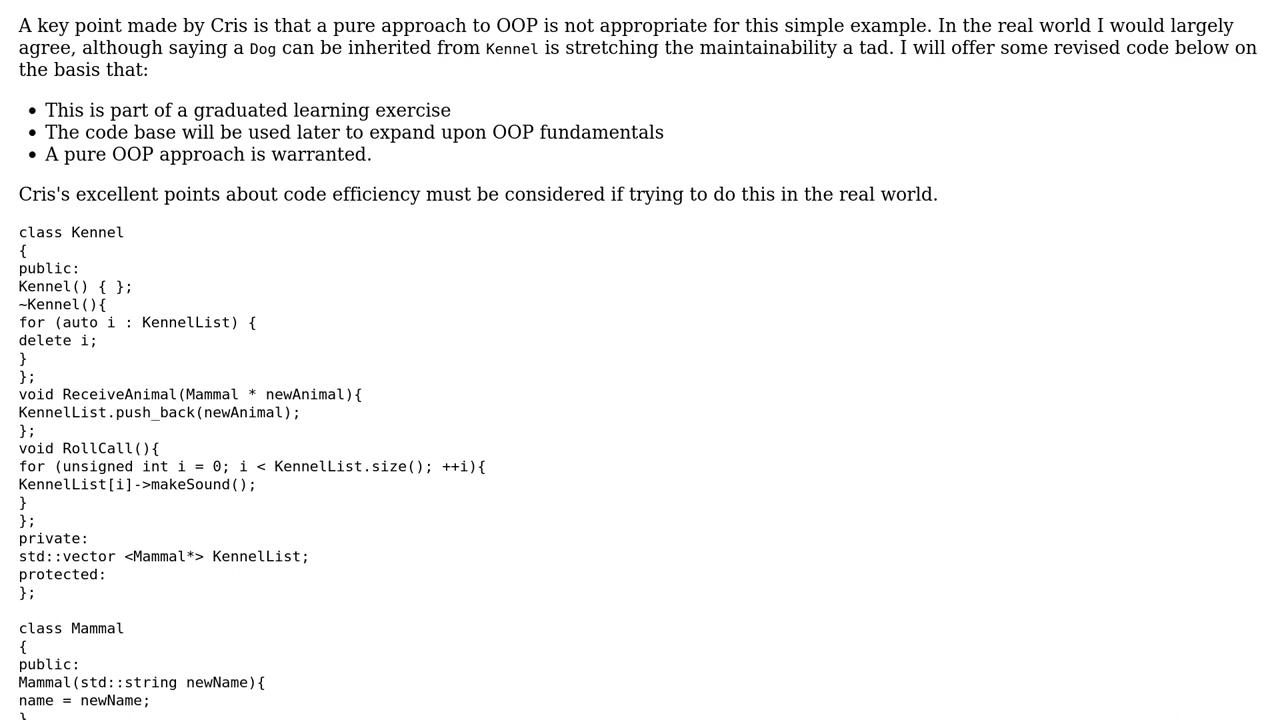 A key point made by Cris is that a pure approach to OOP is not appropriate for this simple example. In the real world I would largely
agree, although saying a Dog can be inherited from Kennel is stretching the maintainability a tad. I will offer some revised code below on
the basis that:
• This is part of a graduated learning exercise
• The code base will be used later to expand upon OOP fundamentals
• A pure OOP approach is warranted.
Cris's excellent points about code efficiency must be considered if trying to do this in the real world.
class Kennel
{
public:
Kennel() { };
~Kennel(){
for (auto i : KennelList) {
delete i;
}
};
void ReceiveAnimal(Mammal * newAnimal){
KennelList.push_back(newAnimal);
};
void RollCall(){
for (unsigned int i = 0; i < KennelList.size(); ++i){
KennelList[i]->makeSound();
}
};
private:
std::vector <Mammal*> KennelList;
protected:
};
class Mammal
{
public:
Mammal(std::string newName){
name = newName;
}